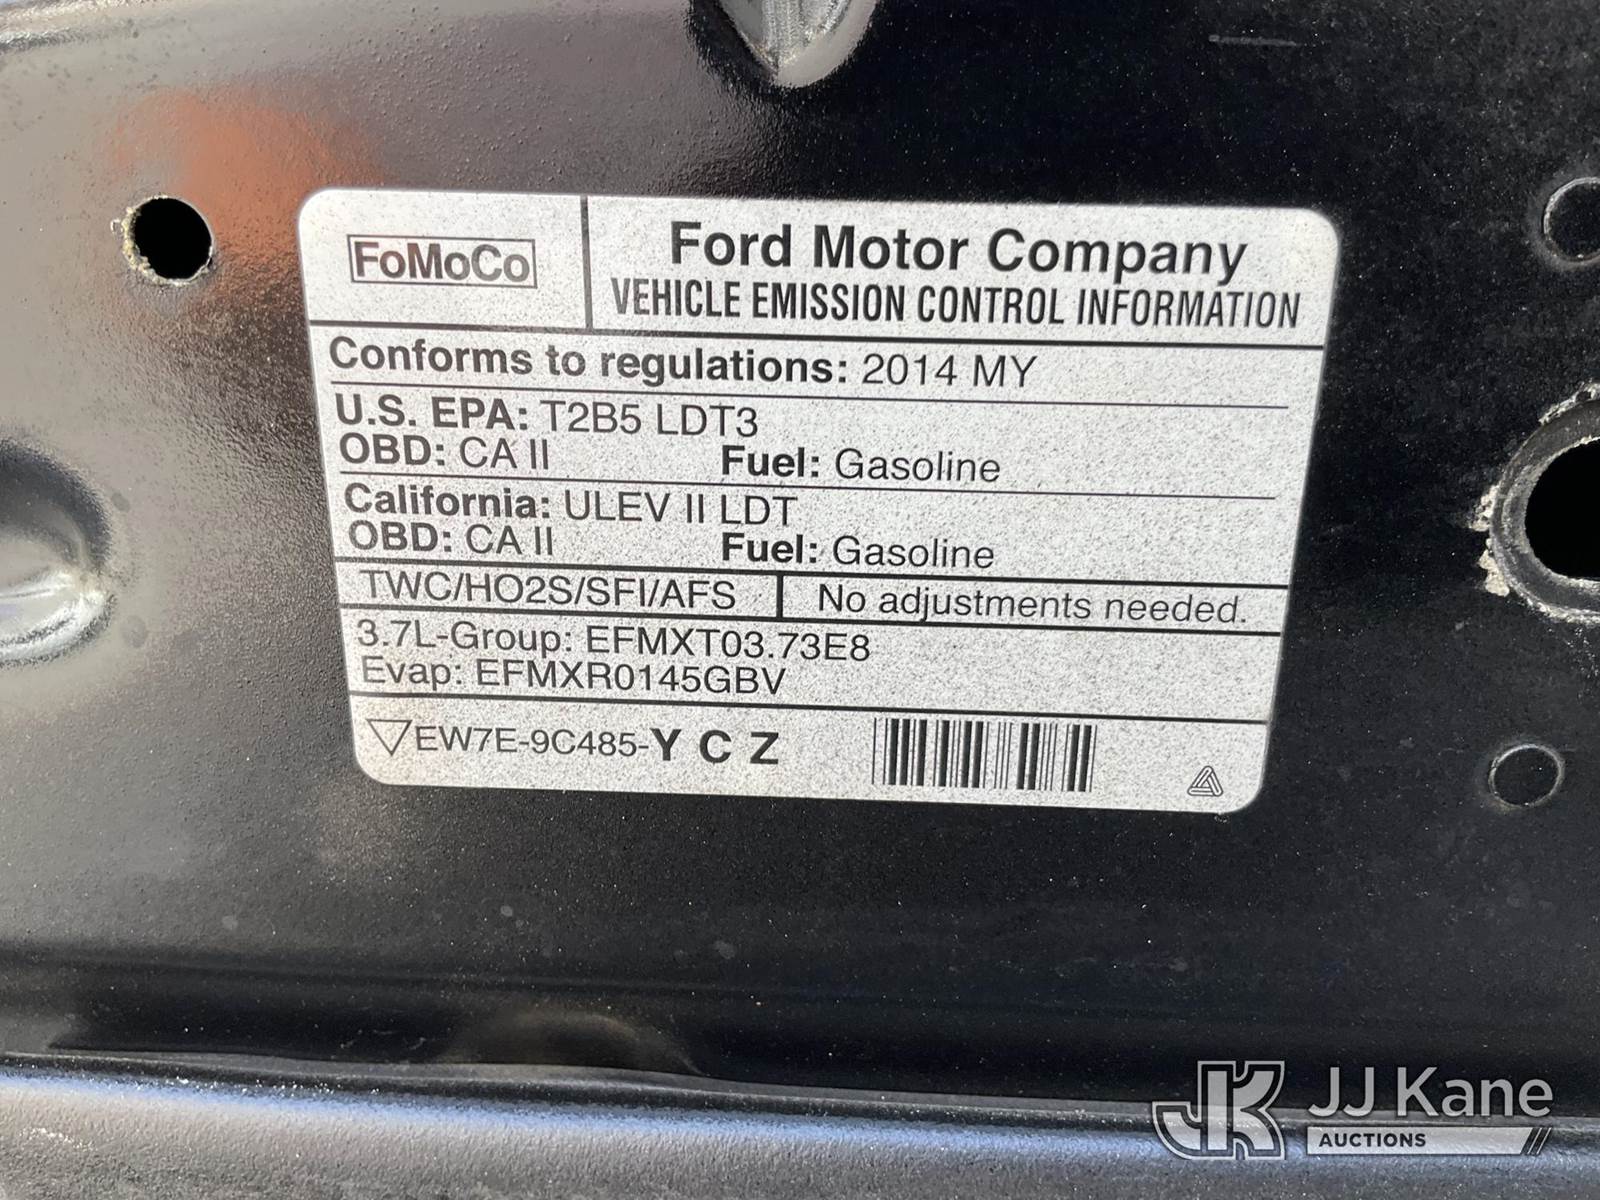 FoMoCo
Ford Motor Company
VEHICLE EMISSION CONTROL INFORMATION
Conforms to regulations: 2014 MY
U.S. EPA: T2B5 LDT3
OBD: CA II Fuel: Gasoline
California: ULEV II LDT
OBD: CA II Fuel: Gasoline
TWC/HO2S/SFI/AFS No adjustments needed.
3.7L-Group: EFMXT03.73E8
Evap: EFMXR0145GBV
EW7E-9C485-Y C Z
JK JJ Kane
AUCTIONS